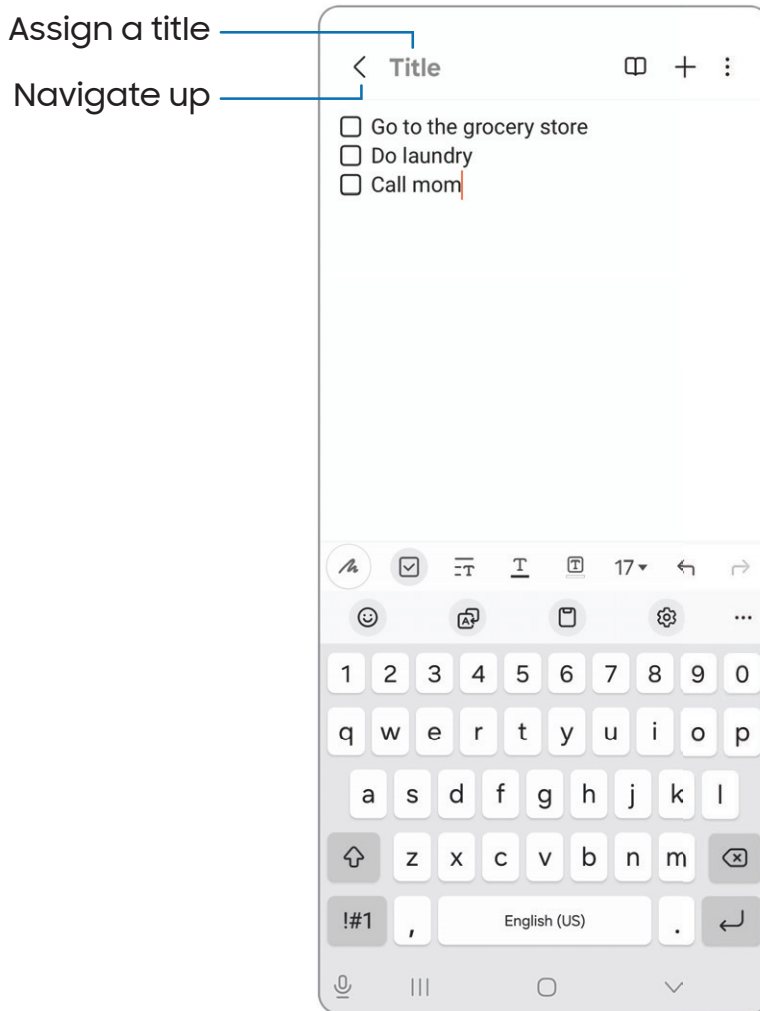 Assign a title
Navigate up
Title
Go to the grocery store
Do laundry
Call mom
T T T 17
A
1 2 3 4 5 6 7 8 9 0
q w e r t y u i o p
a s d f g h j k l
z x c v b n m
!#1 , English (US) .